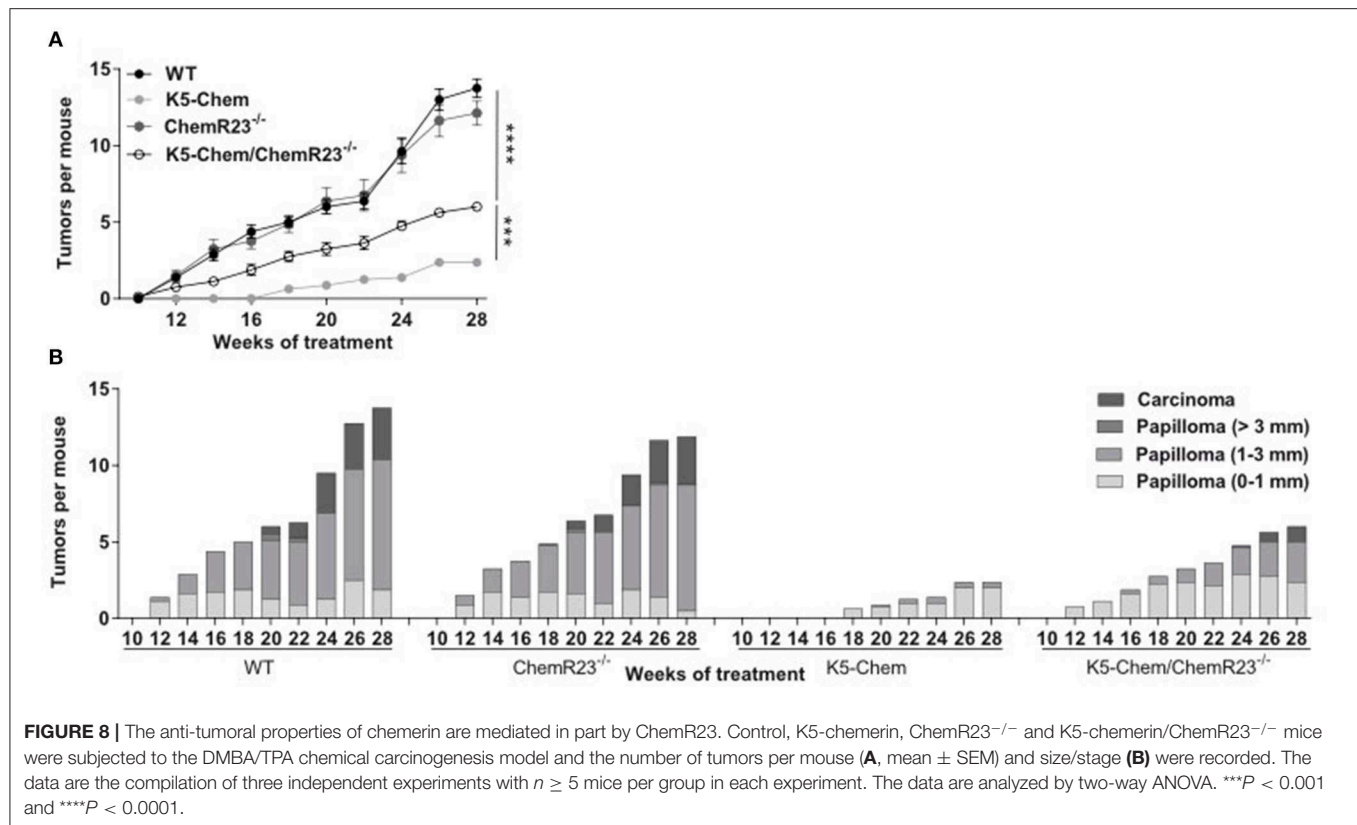 A
15
10
5
0
Tumors per mouse
WT
K5-Chem
ChemR23-/-
K5-Chem/ChemR23-/-
****
***
12 16 20 24 28
Weeks of treatment
B
15
10
5
0
Tumors per mouse
Carcinoma
Papilloma (> 3 mm)
Papilloma (1-3 mm)
Papilloma (0-1 mm)
10 12 14 16 18 20 22 24 26 28 10 12 14 16 18 20 22 24 26 28 10 12 14 16 18 20 22 24 26 28 10 12 14 16 18 20 22 24 26 28
WT ChemR23-/- Weeks of treatment K5-Chem K5-Chem/ChemR23-/-
FIGURE 8 | The anti-tumoral properties of chemerin are mediated in part by ChemR23. Control, K5-chemerin, ChemR23−/− and K5-chemerin/ChemR23−/− mice
were subjected to the DMBA/TPA chemical carcinogenesis model and the number of tumors per mouse (A, mean ± SEM) and size/stage (B) were recorded. The
data are the compilation of three independent experiments with n ≥ 5 mice per group in each experiment. The data are analyzed by two-way ANOVA. ***P < 0.001
and ****P < 0.0001.